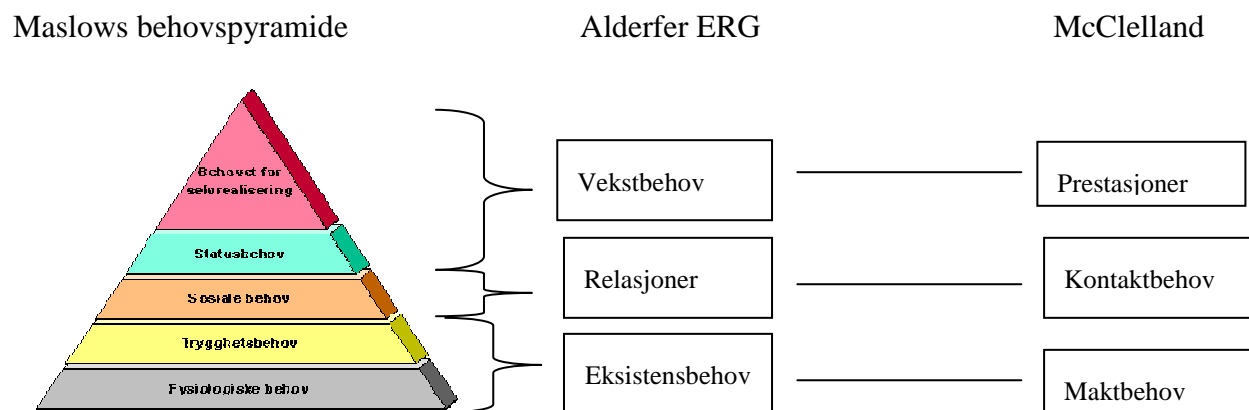 Maslows behovspyramide
Alderfer ERG
McClelland
Behovet for
selvrealisering
Statusbehov
Sosiale behov
Trygghetsbehov
Fysiologiske behov
Vekstbehov
Relasjoner
Eksistensbehov
Prestasjoner
Kontaktbehov
Maktbehov